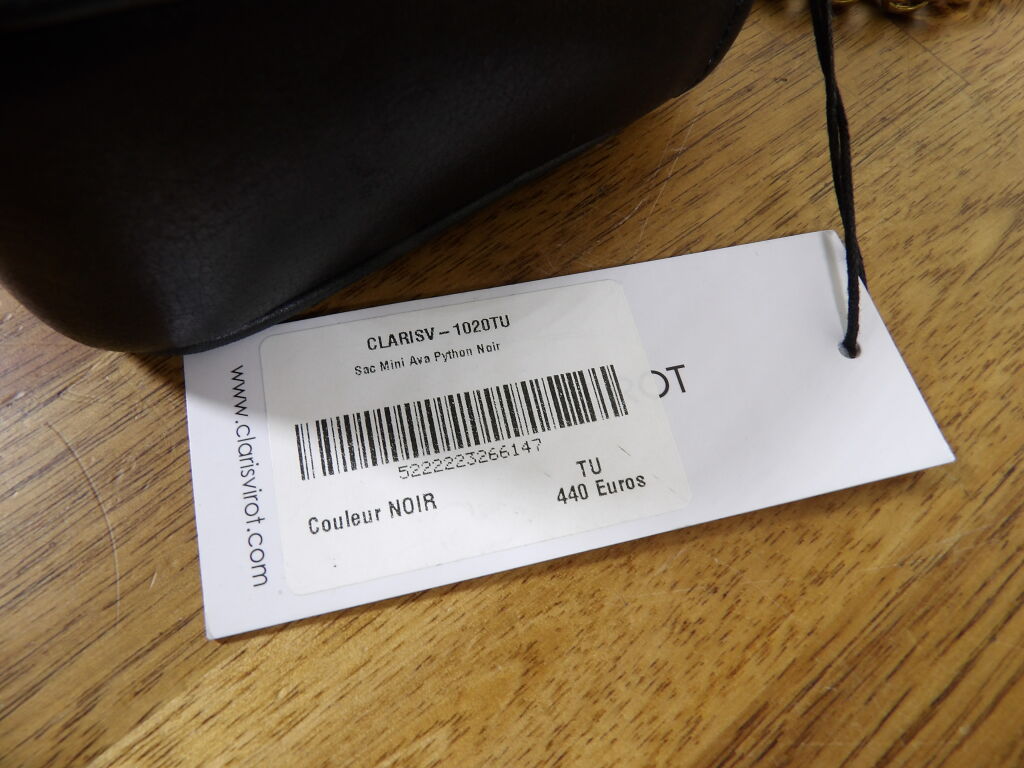 CLARISV – 1020TU
Sac Mini Ava Python Noir
5222223266147
TU
Couleur NOIR
440 Euros
www.clarisvirot.com
ROT